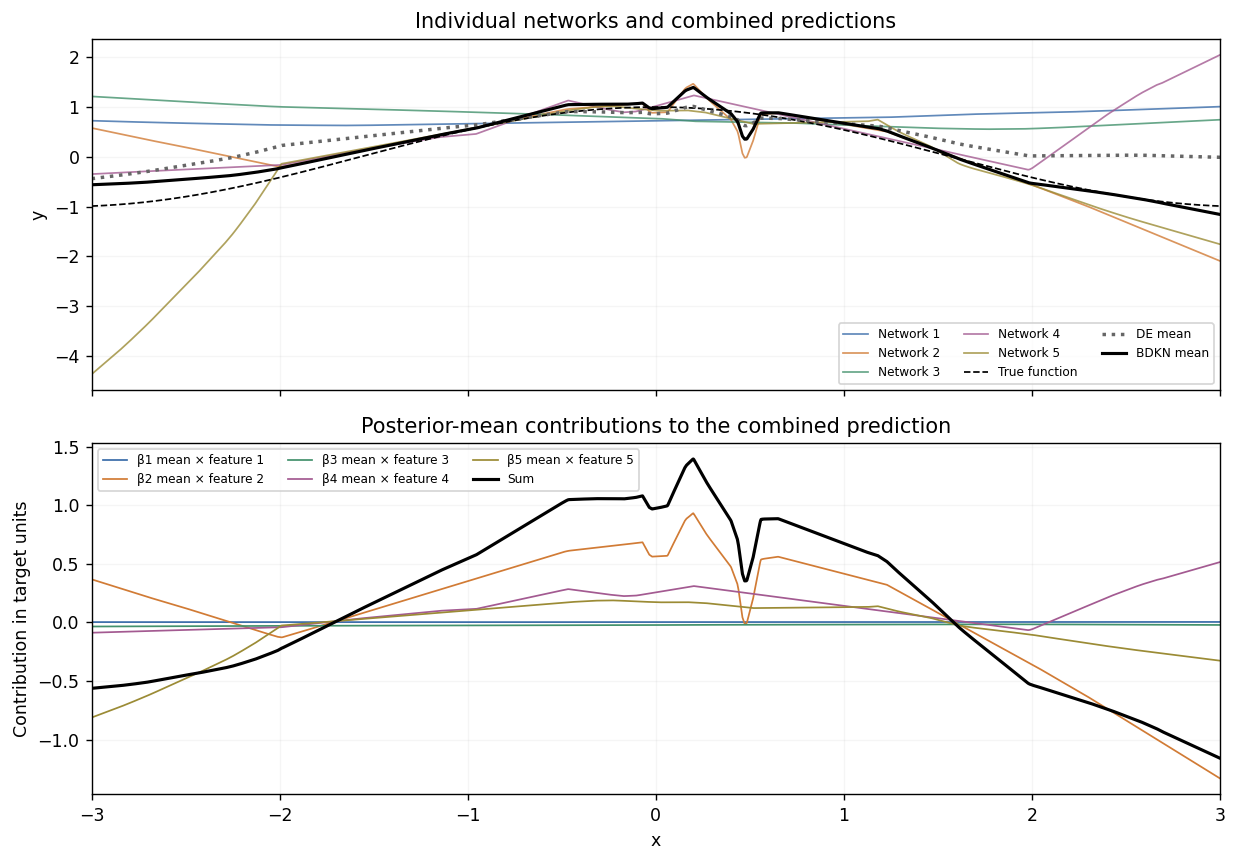 Individual networks and combined predictions
2
1
0
−1
−2
−3
−4
y
Network 1
Network 2
Network 3
Network 4
Network 5
True function
DE mean
BDKN mean
Posterior-mean contributions to the combined prediction
1.5
1.0
0.5
0.0
−0.5
−1.0
Contribution in target units
β1 mean × feature 1
β2 mean × feature 2
β3 mean × feature 3
β4 mean × feature 4
β5 mean × feature 5
Sum
−3
−2
−1
0
1
2
3
x